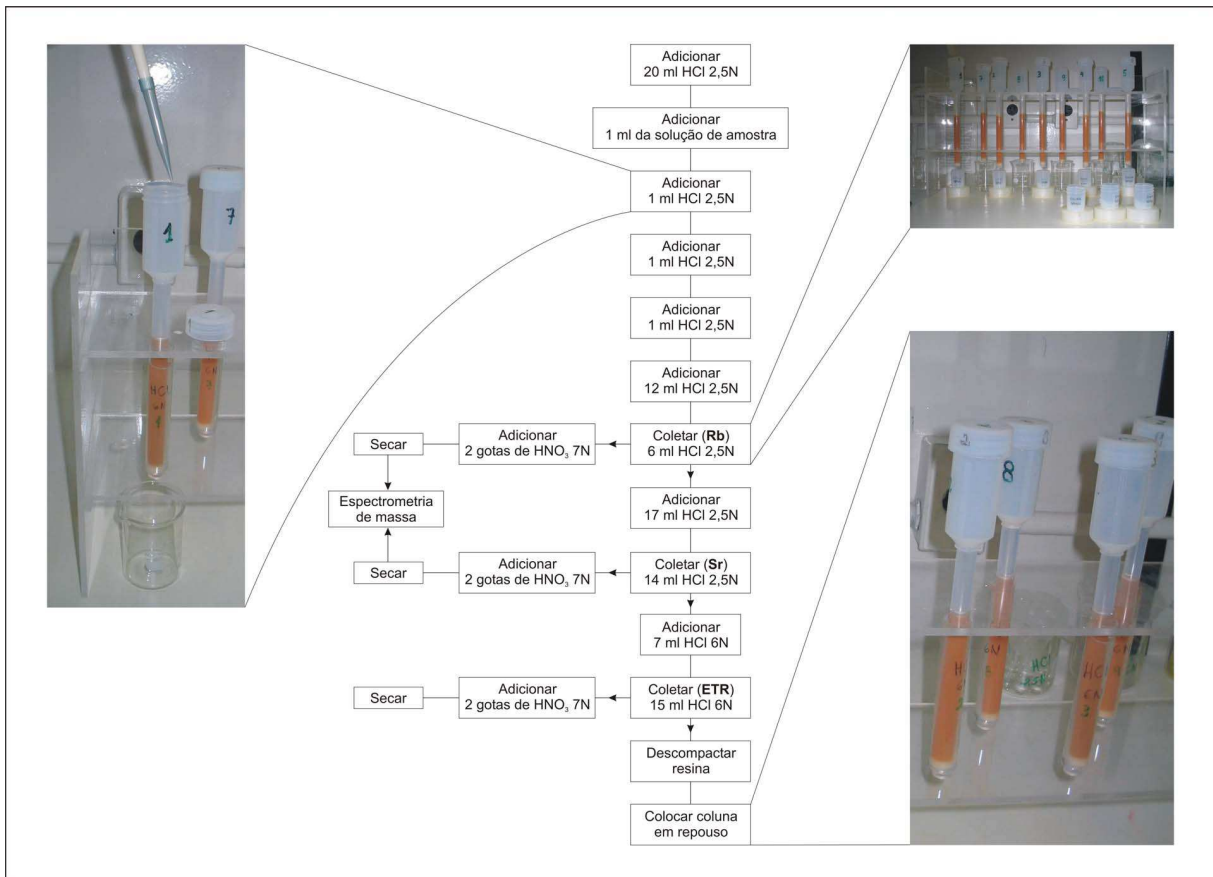 Adicionar
20 ml HCl 2,5N
Adicionar
1 ml da solução de amostra
Adicionar
1 ml HCl 2,5N
Adicionar
1 ml HCl 2,5N
Adicionar
1 ml HCl 2,5N
Adicionar
12 ml HCl 2,5N
Coletar (Rb)
6 ml HCl 2,5N
Adicionar
2 gotas de HNO₃ 7N
Secar
Espectrometria
de massa
Adicionar
17 ml HCl 2,5N
Coletar (Sr)
14 ml HCl 2,5N
Adicionar
2 gotas de HNO₃ 7N
Secar
Adicionar
7 ml HCl 6N
Coletar (ETR)
15 ml HCl 6N
Adicionar
2 gotas de HNO₃ 7N
Secar
Descompactar
resina
Colocar coluna
em repouso
1
7
HCl
6N
2
8
HCl
6N
3